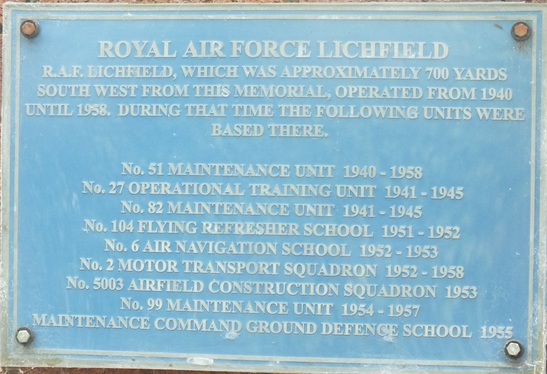 ROYAL AIR FORCE LICHFIELD
R.A.F. LICHFIELD, WHICH WAS APPROXIMATELY 700 YARDS
SOUTH WEST FROM THIS MEMORIAL, OPERATED FROM 1940
UNTIL 1958. DURING THAT TIME THE FOLLOWING UNITS WERE
BASED THERE.
No. 51 MAINTENANCE UNIT 1940 - 1958
No. 27 OPERATIONAL TRAINING UNIT 1941 - 1945
No. 82 MAINTENANCE UNIT 1941 - 1945
No. 104 FLYING REFRESHER SCHOOL 1951 - 1952
No. 6 AIR NAVIGATION SCHOOL 1952 - 1953
No. 2 MOTOR TRANSPORT SQUADRON 1952 - 1958
No. 5003 AIRFIELD CONSTRUCTION SQUADRON 1953
No. 99 MAINTENANCE UNIT 1954 - 1957
MAINTENANCE COMMAND GROUND DEFENCE SCHOOL 1955